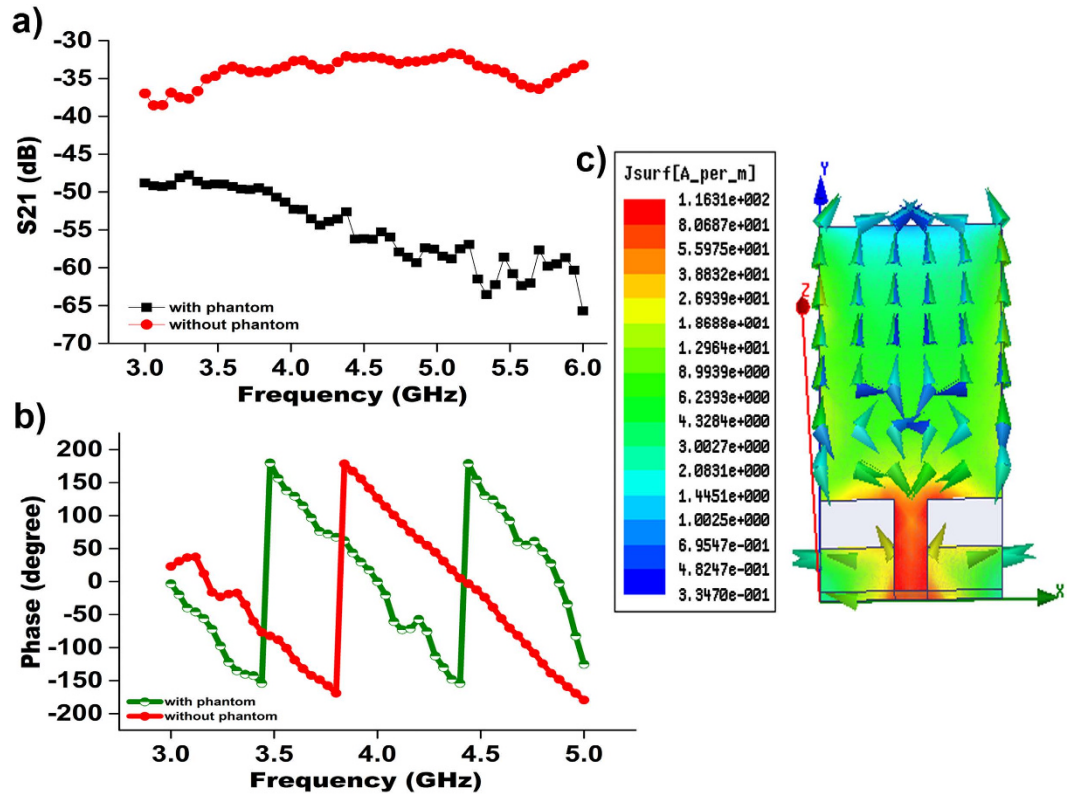 a)
-30
-35
-40
-45
-50
-55
-60
-65
-70
S21 (dB)
with phantom
without phantom
3.0 3.5 4.0 4.5 5.0 5.5 6.0
Frequency (GHz)
b)
200
150
100
50
0
-50
-100
-150
-200
Phase (degree)
with phantom
without phantom
3.0 3.5 4.0 4.5 5.0
Frequency (GHz)
c)
Jsurf[A_per_m]
1.1631e+002
8.0687e+001
5.5975e+001
3.8832e+001
2.6939e+001
1.8688e+001
1.2964e+001
8.9939e+000
6.2393e+000
4.3284e+000
3.0027e+000
2.0831e+000
1.4451e+000
1.0025e+000
6.9547e-001
4.8247e-001
3.3470e-001
Y
Z
X